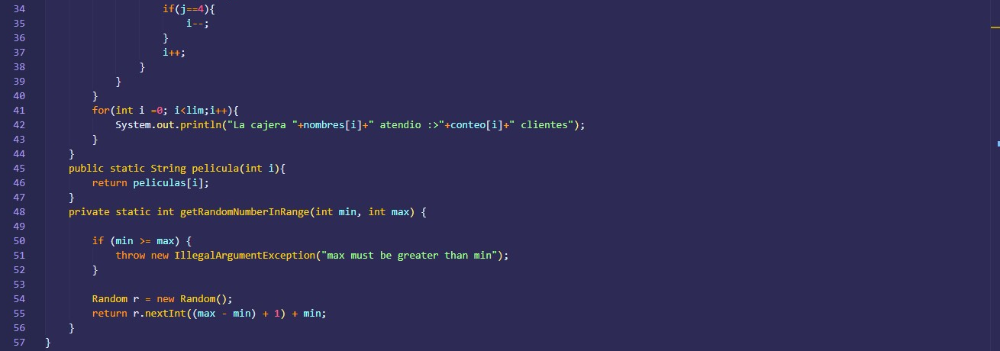 34 if(j==4){
35 i--;
36 }
37 i++;
38 }
39 }
40 }
41 for(int i =0; i<lim;i++){
42 System.out.println("La cajera "+nombres[i]+" atendio :>"+conteo[i]+" clientes");
43 }
44 }
45 public static String pelicula(int i){
46 return peliculas[i];
47 }
48 private static int getRandomNumberInRange(int min, int max) {
49
50 if (min >= max) {
51 throw new IllegalArgumentException("max must be greater than min");
52 }
53
54 Random r = new Random();
55 return r.nextInt((max - min) + 1) + min;
56 }
57 }